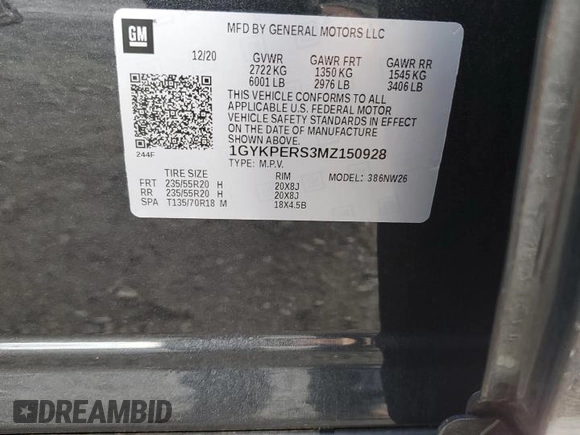 GM
MFD BY GENERAL MOTORS LLC
12/20 GVWR GAWR FRT GAWR RR
2722 KG 1350 KG 1545 KG
6001 LB 2976 LB 3406 LB
THIS VEHICLE CONFORMS TO ALL
APPLICABLE U.S. FEDERAL MOTOR
VEHICLE SAFETY STANDARDS IN EFFECT
ON THE DATE OF MANUFACTURE
SHOWN ABOVE.
244F
1GYKPERS3MZ150928
TYPE: M.P.V.
TIRE SIZE RIM MODEL: 386NW26
FRT 235/55R20 H 20X8J
RR 235/55R20 H 20X8J
SPA T135/70R18 M 18X4.5B
DREAMBID